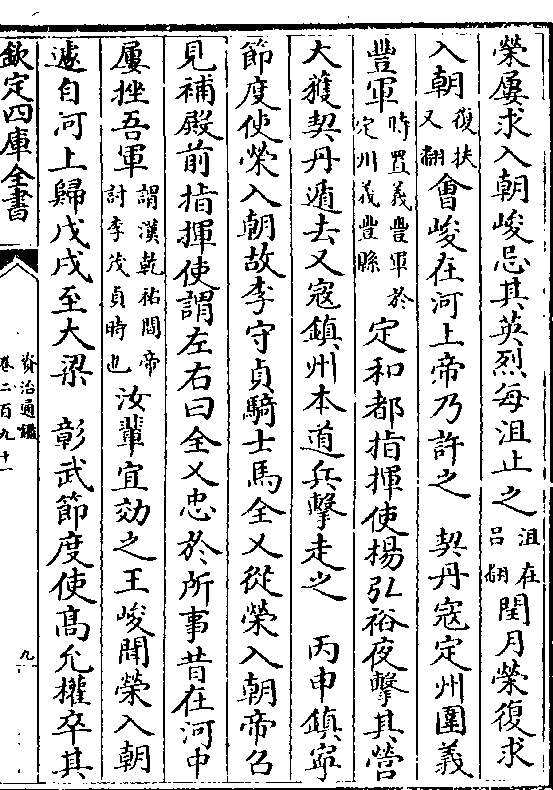 榮屢求入朝峻忌其英烈每沮止之沮在吕翻閏月榮復求
入朝復扶又翻會峻在河上帝乃許之　契丹寇定州圍義
豐軍時置義豐軍於定州義豐縣定和都指揮使楊弘裕夜擊其營
大獲契丹遁去又寇鎮州本道兵擊走之　丙申鎮寧
節度使榮入朝故李守貞騎士馬全乂從榮入朝帝召
見補殿前指揮使謂左右曰全乂忠於所事昔在河中
屢挫吾軍謂漢乾祐間帝討李茂貞時也汝輩宜効之王峻聞榮入朝
遽自河上歸戊戌至大梁　彰武節度使高允權卒其
欽定四庫全書
資治通鑑
卷二百九十一
九